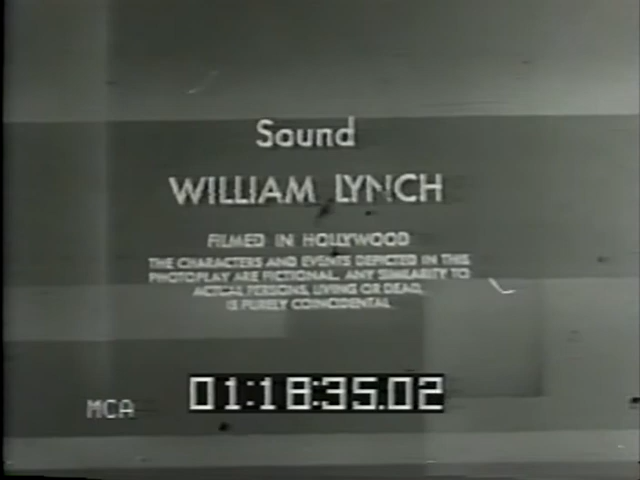 Sound
WILLIAM LYNCH
FILMED IN HOLLYWOOD
THE CHARACTERS AND EVENTS DEPICTED IN THIS
PHOTOPLAY ARE FICTIONAL. ANY SIMILARITY TO
ACTUAL PERSONS, LIVING OR DEAD,
IS PURELY COINCIDENTAL
MCA 01:18:35.02